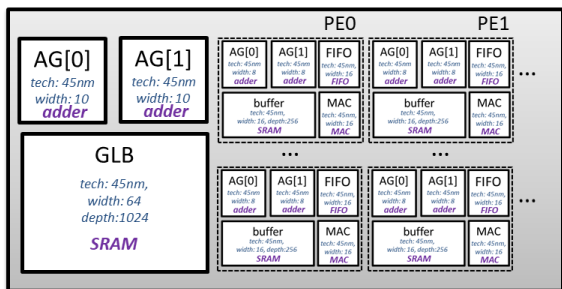 PE0
PE1
AG[0]
tech: 45nm
width: 10
adder
AG[1]
tech: 45nm
width: 10
adder
GLB
tech: 45nm,
width: 64
depth:1024
SRAM
AG[0]
tech: 45nm
width: 8
adder
AG[1]
tech: 45nm
width: 8
adder
FIFO
tech: 45nm
width: 16
FIFO
buffer
tech: 45nm,
width: 16, depth:256
SRAM
MAC
tech: 45nm,
width: 16
MAC
AG[0]
tech: 45nm
width: 8
adder
AG[1]
tech: 45nm
width: 8
adder
FIFO
tech: 45nm
width: 16
FIFO
...
buffer
tech: 45nm,
width: 16, depth:256
SRAM
MAC
tech: 45nm,
width: 16
MAC
...
...
AG[0]
tech: 45nm
width: 8
adder
AG[1]
tech: 45nm
width: 8
adder
FIFO
tech: 45nm
width: 16
FIFO
buffer
tech: 45nm,
width: 16, depth:256
SRAM
MAC
tech: 45nm,
width: 16
MAC
AG[0]
tech: 45nm
width: 8
adder
AG[1]
tech: 45nm
width: 8
adder
FIFO
tech: 45nm
width: 16
FIFO
...
buffer
tech: 45nm,
width: 16, depth:256
SRAM
MAC
tech: 45nm,
width: 16
MAC